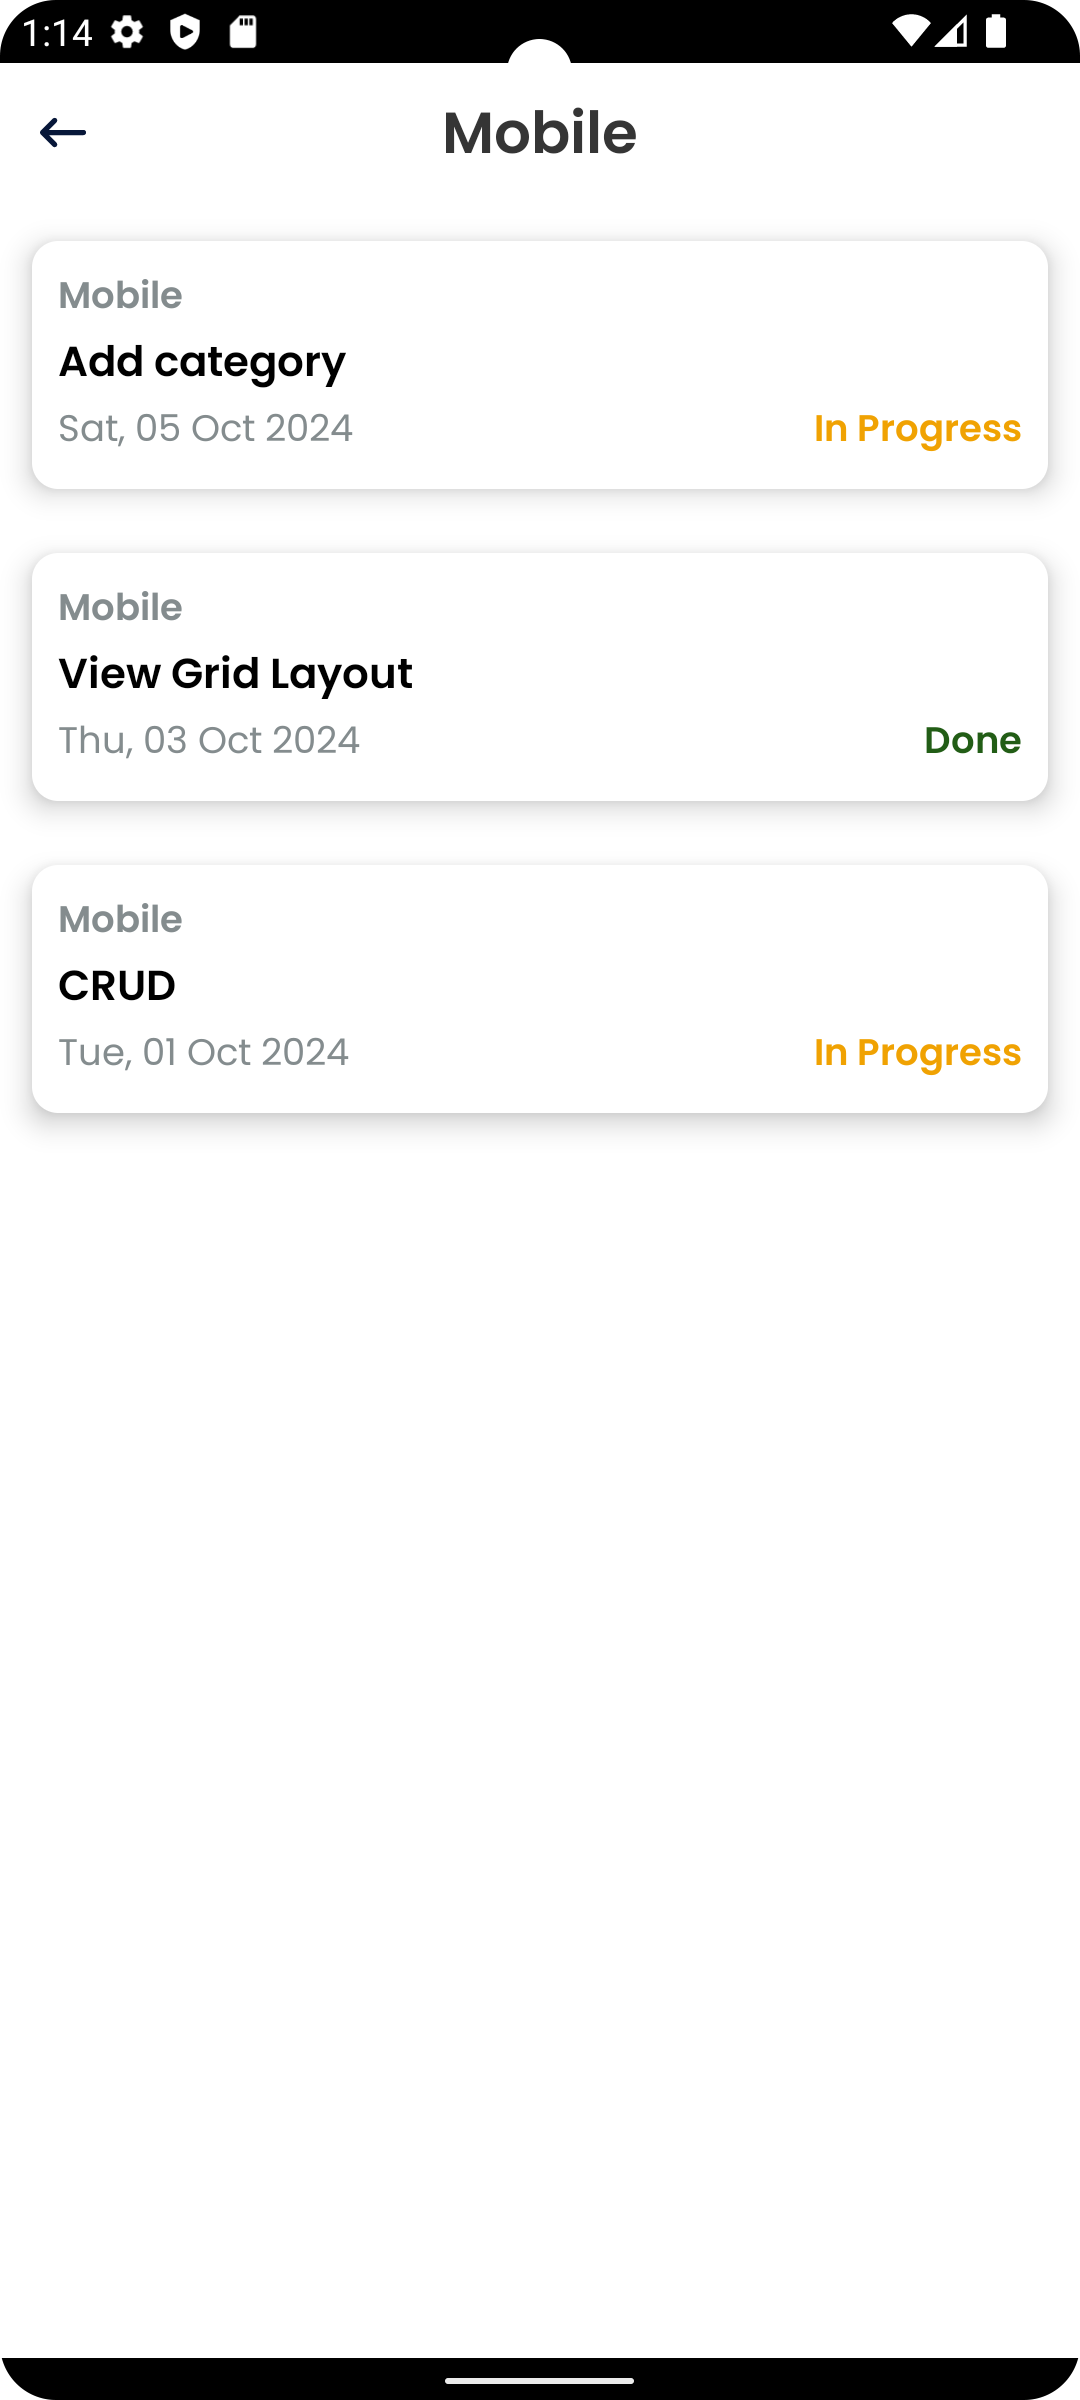 1:14
Mobile
Mobile
Add category
Sat, 05 Oct 2024
In Progress
Mobile
View Grid Layout
Thu, 03 Oct 2024
Done
Mobile
CRUD
Tue, 01 Oct 2024
In Progress